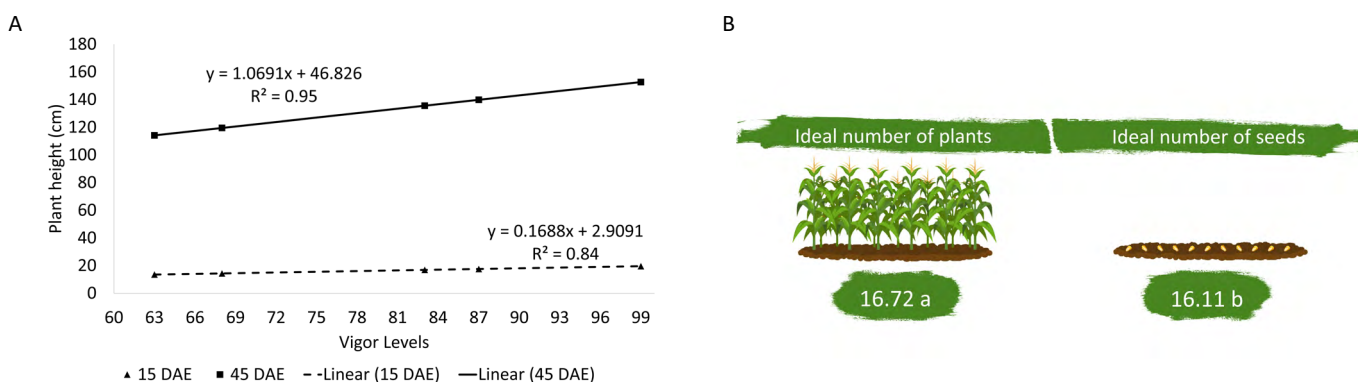 A
B
180
160
140
120
100
80
60
40
20
0
Plant height (cm)
y = 1.0691x + 46.826
R² = 0.95
y = 0.1688x + 2.9091
R² = 0.84
60 63 66 69 72 75 78 81 84 87 90 93 96 99
Vigor Levels
15 DAE 45 DAE Linear (15 DAE) Linear (45 DAE)
Ideal number of plants
Ideal number of seeds
16.72 a
16.11 b